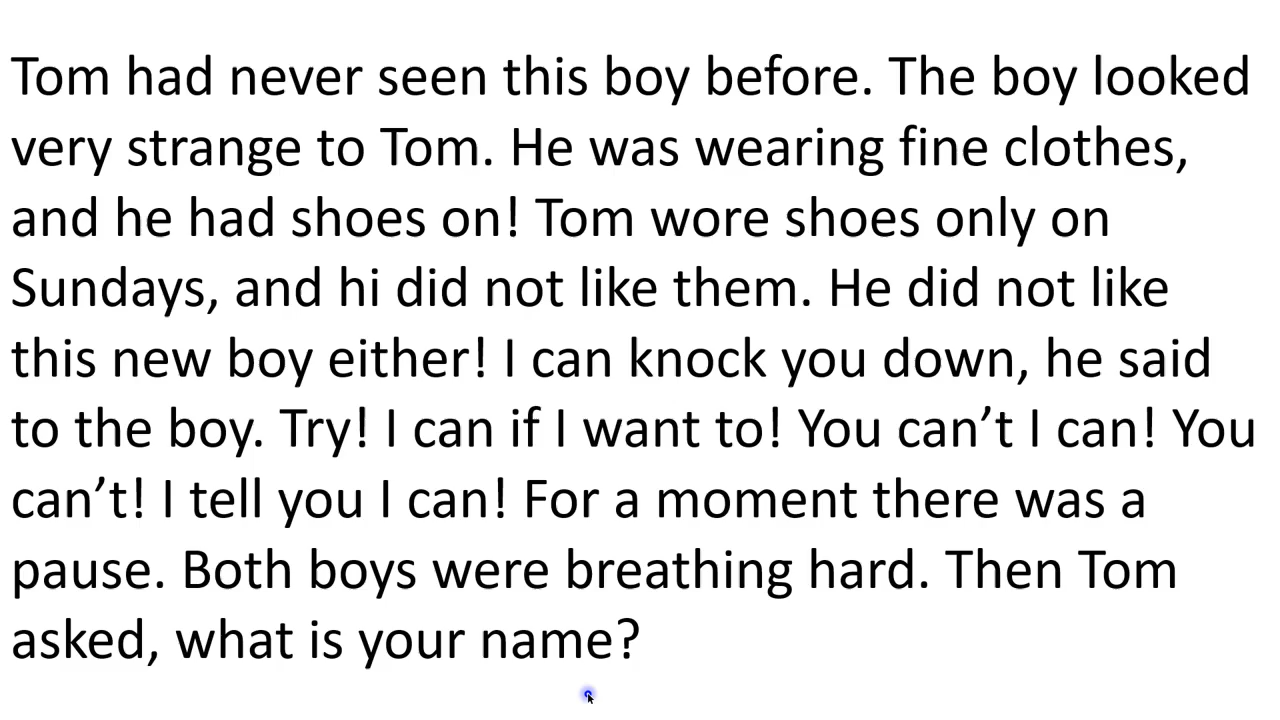 Tom had never seen this boy before. The boy looked
very strange to Tom. He was wearing fine clothes,
and he had shoes on! Tom wore shoes only on
Sundays, and hi did not like them. He did not like
this new boy either! I can knock you down, he said
to the boy. Try! I can if I want to! You can’t I can! You
can’t! I tell you I can! For a moment there was a
pause. Both boys were breathing hard. Then Tom
asked, what is your name?